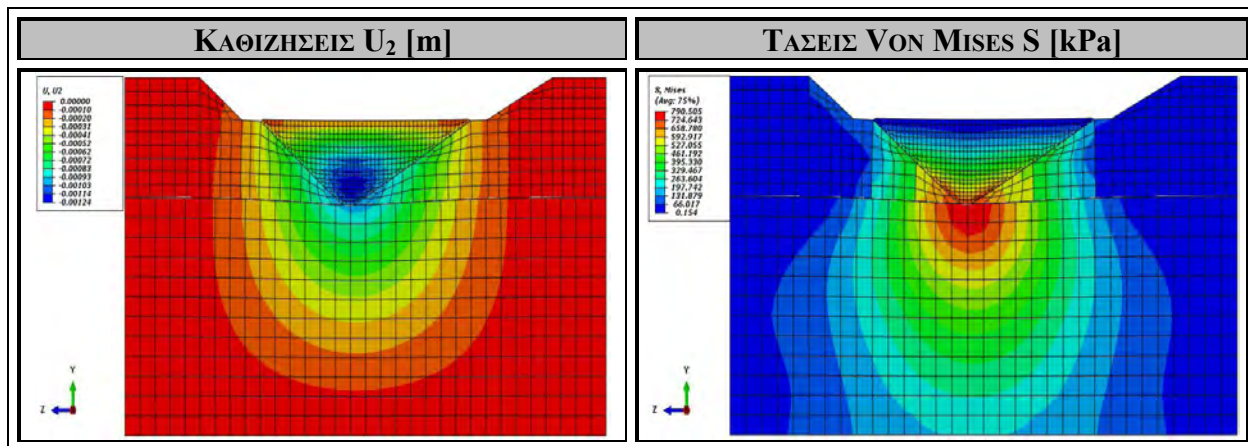 ΚΑΘΙΖΗΣΕΙΣ U₂ [m]
ΤΑΣΕΙΣ VON MISES S [kPa]
U, U2
0.00000
-0.00010
-0.00020
-0.00031
-0.00041
-0.00052
-0.00062
-0.00072
-0.00083
-0.00093
-0.00103
-0.00114
-0.00124
Y
Z
S, Mises
(Avg: 75%)
790.505
724.643
658.780
592.917
527.055
461.192
395.330
329.467
263.604
197.742
131.879
66.017
0.154
Y
Z